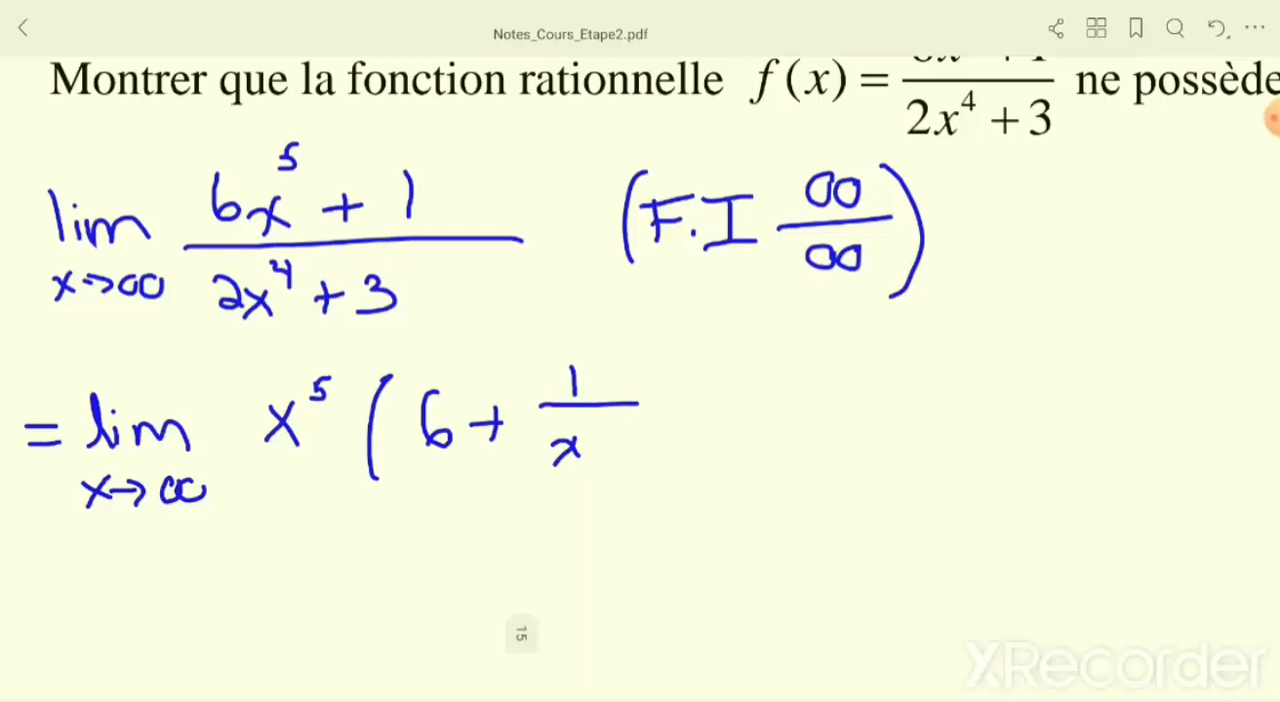 Notes_Cours_Etape2.pdf
Montrer que la fonction rationnelle f(x) = / 2x⁴ + 3 ne possède
lim x→∞ (6x⁵ + 1) / (2x⁴ + 3) (F.I ∞/∞)
= lim x→∞ x⁵ ( 6 + 1/x
15
XRecorder